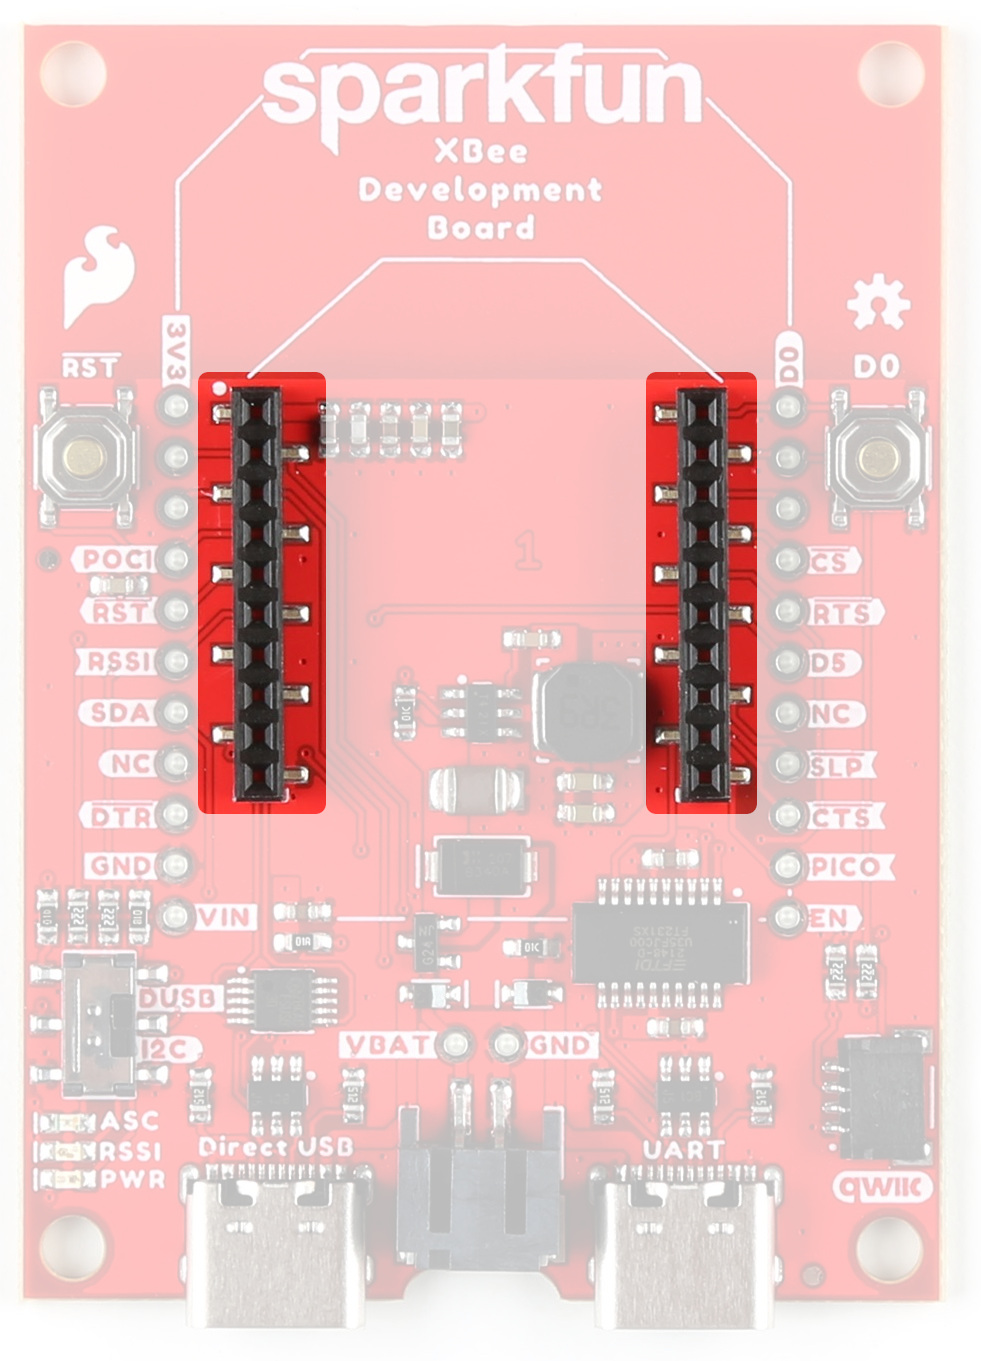 sparkfun
XBee
Development
Board
3V3
D0
RST
D0
1
POCI
CS
RST
RTS
RSSI
D5
SDA
NC
NC
SLP
DTR
CTS
GND
PICO
VIN
EN
DUSB
I2C
VBAT
GND
ASC
RSSI
PWR
Direct USB
UART
qwiic